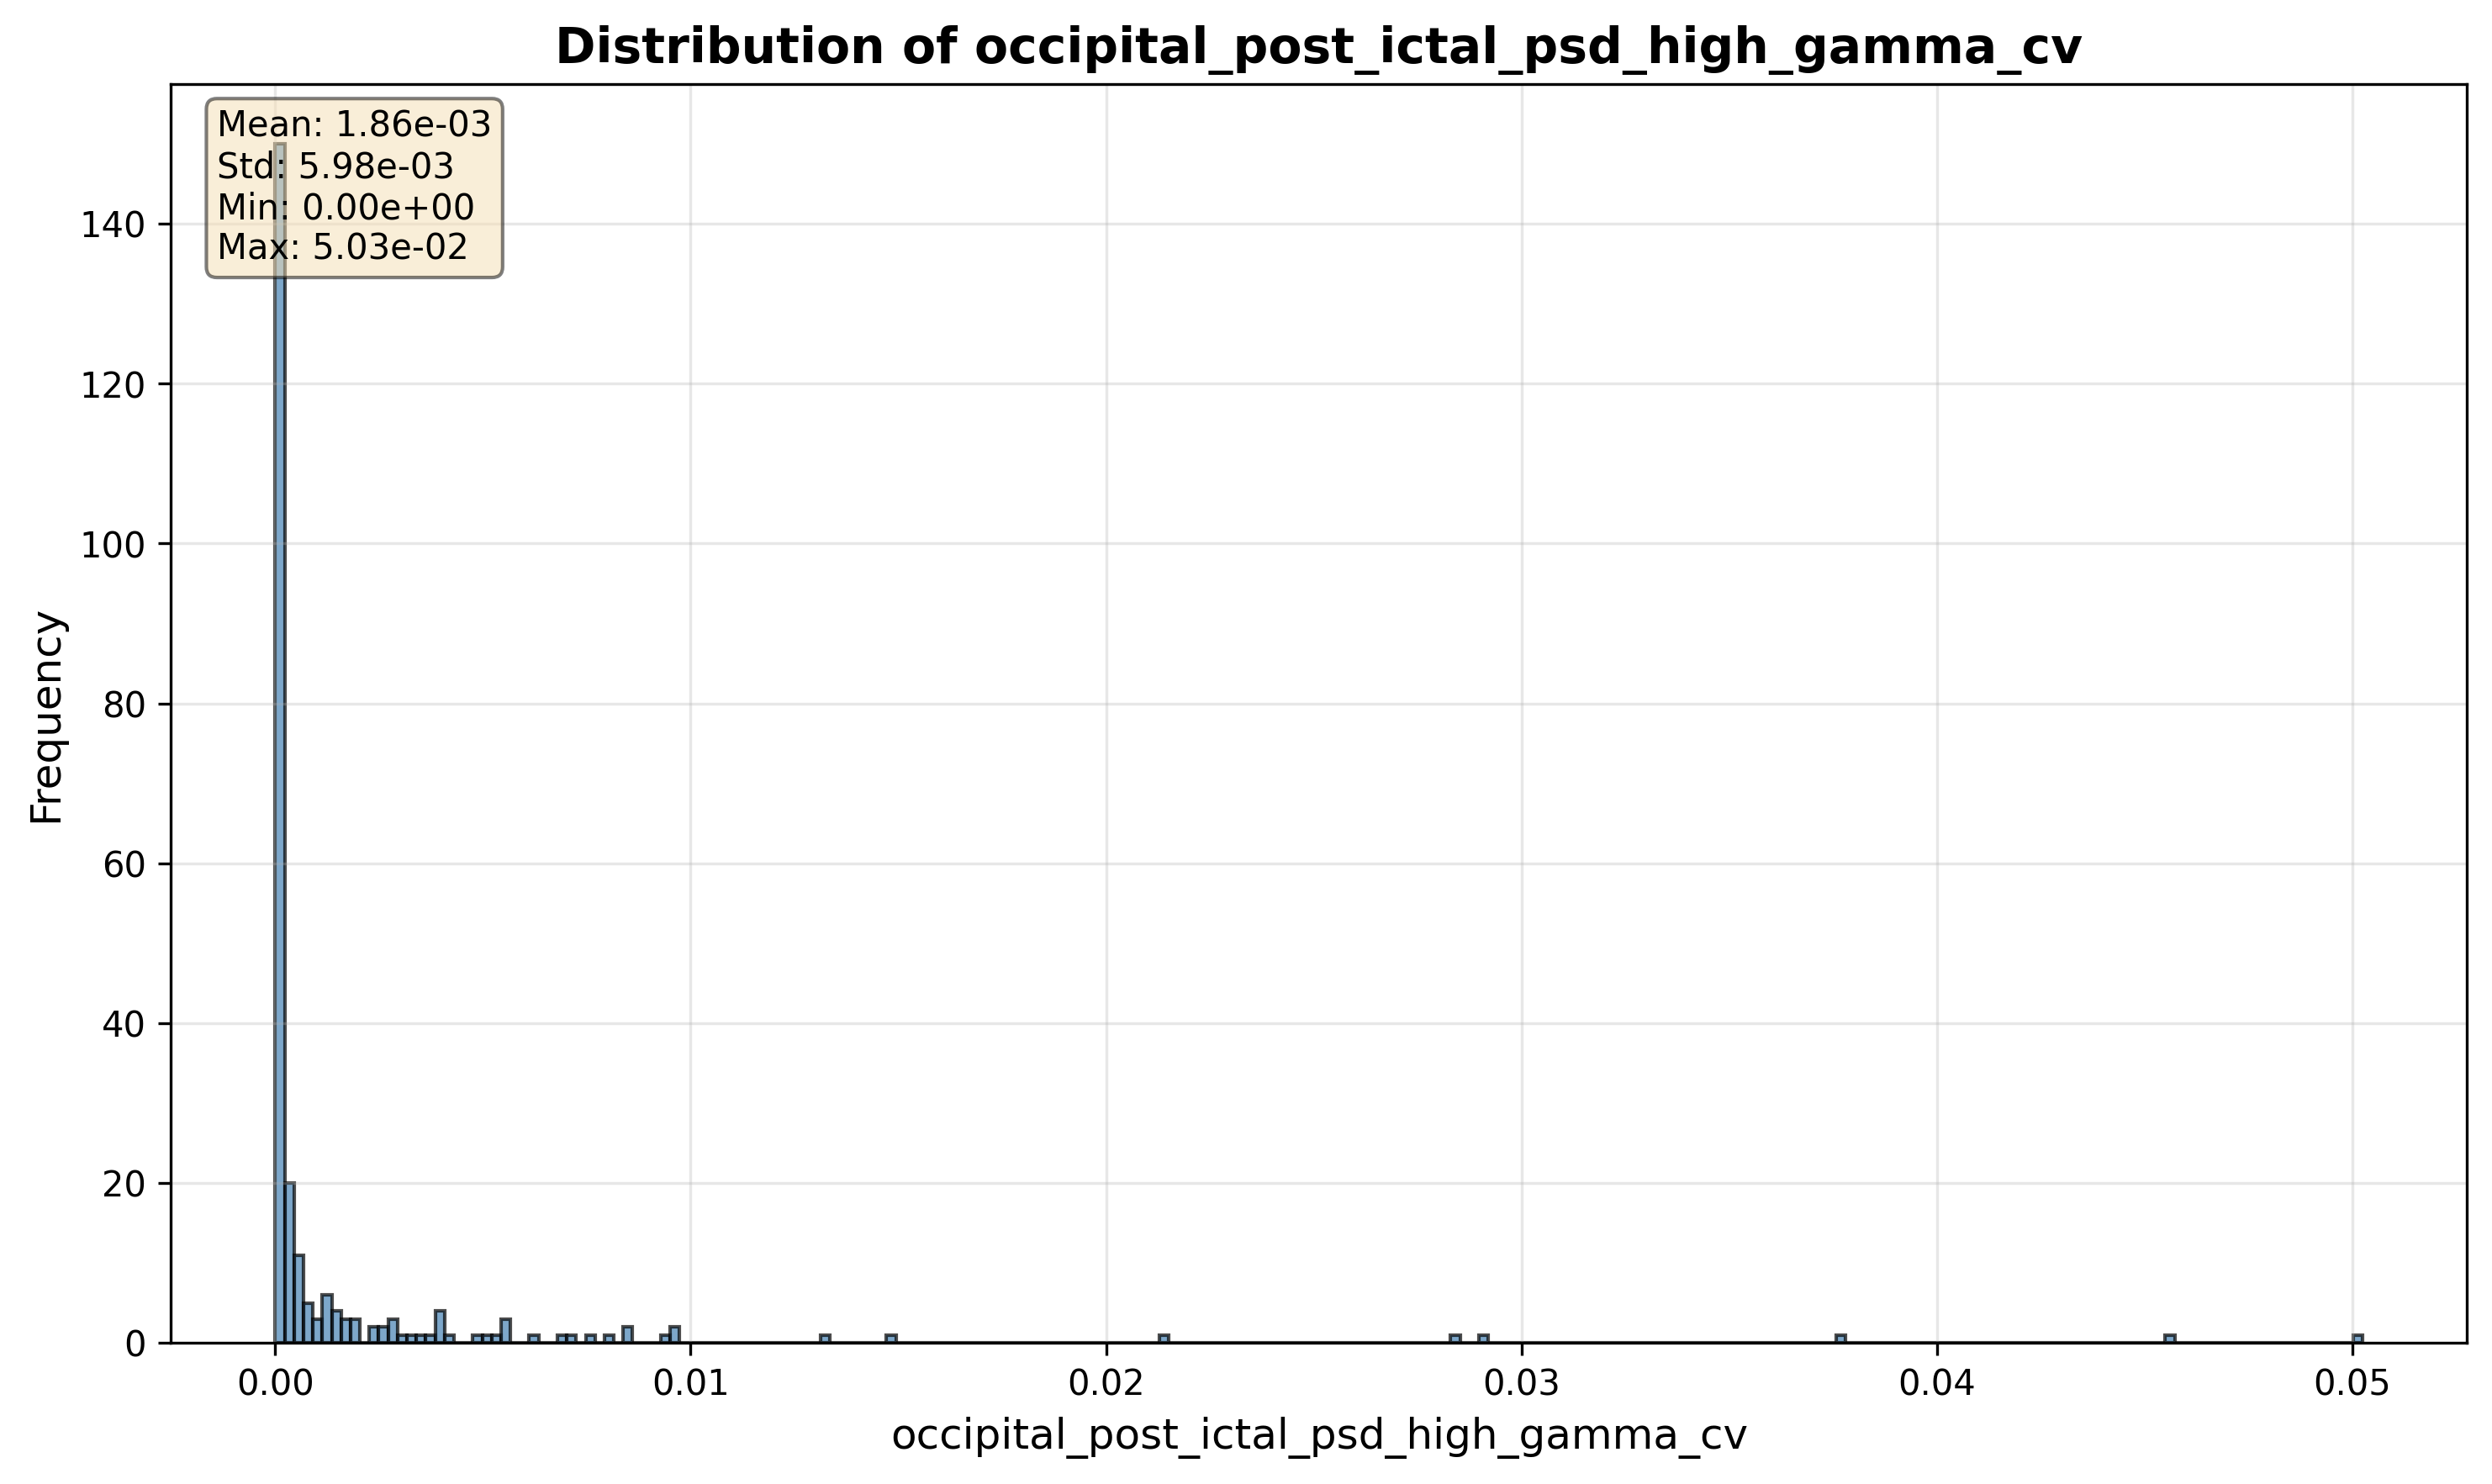 Distribution of occipital_post_ictal_psd_high_gamma_cv
Mean: 1.86e-03
Std: 5.98e-03
Min: 0.00e+00
Max: 5.03e-02
140
120
100
80
60
40
20
0
Frequency
0.00 0.01 0.02 0.03 0.04 0.05
occipital_post_ictal_psd_high_gamma_cv